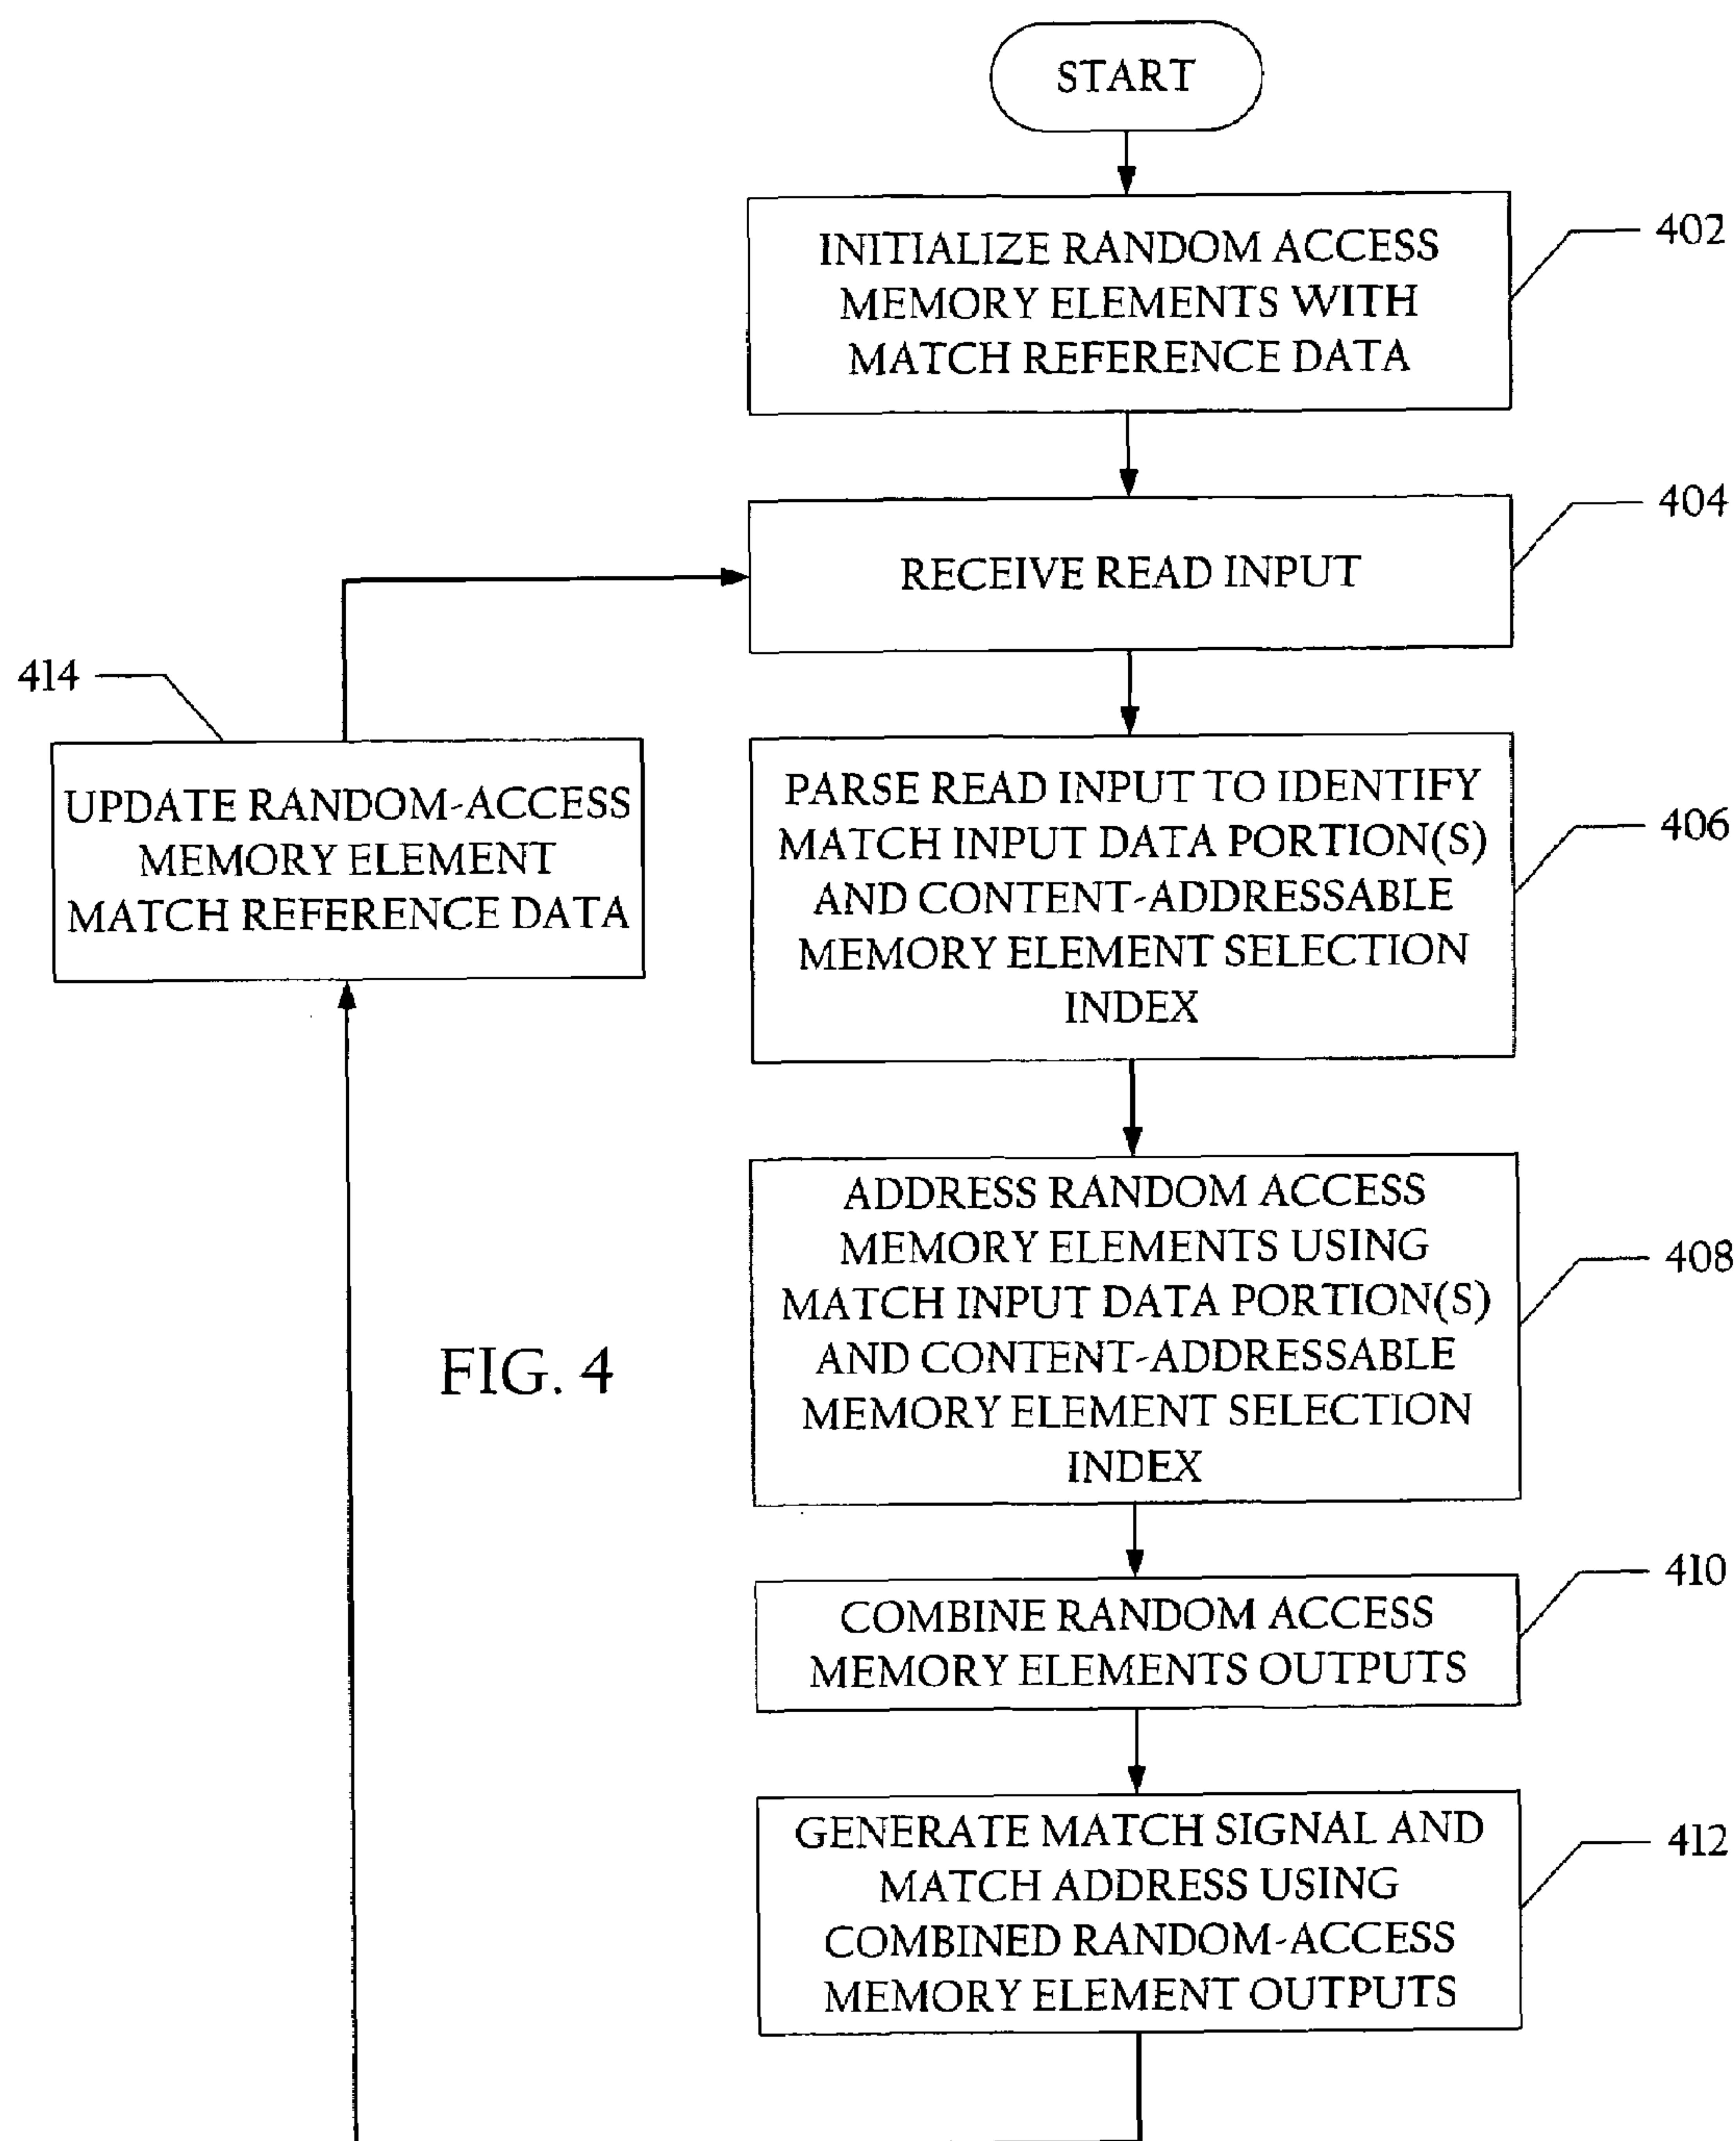 START
INITIALIZE RANDOM ACCESS
MEMORY ELEMENTS WITH
MATCH REFERENCE DATA
402
RECEIVE READ INPUT
404
414
UPDATE RANDOM-ACCESS
MEMORY ELEMENT
MATCH REFERENCE DATA
PARSE READ INPUT TO IDENTIFY
MATCH INPUT DATA PORTION(S)
AND CONTENT-ADDRESSABLE
MEMORY ELEMENT SELECTION
INDEX
406
ADDRESS RANDOM ACCESS
MEMORY ELEMENTS USING
MATCH INPUT DATA PORTION(S)
AND CONTENT-ADDRESSABLE
MEMORY ELEMENT SELECTION
INDEX
408
FIG. 4
COMBINE RANDOM ACCESS
MEMORY ELEMENTS OUTPUTS
410
GENERATE MATCH SIGNAL AND
MATCH ADDRESS USING
COMBINED RANDOM-ACCESS
MEMORY ELEMENT OUTPUTS
412